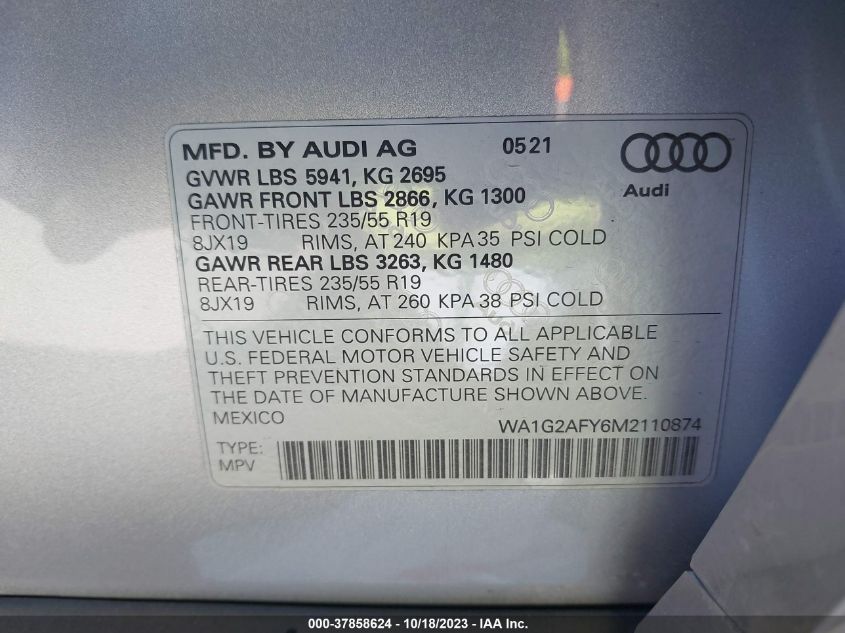 MFD. BY AUDI AG 0521
GVWR LBS 5941, KG 2695
GAWR FRONT LBS 2866, KG 1300
FRONT-TIRES 235/55 R19
8JX19 RIMS, AT 240 KPA 35 PSI COLD
GAWR REAR LBS 3263, KG 1480
REAR-TIRES 235/55 R19
8JX19 RIMS, AT 260 KPA 38 PSI COLD
Audi
THIS VEHICLE CONFORMS TO ALL APPLICABLE
U.S. FEDERAL MOTOR VEHICLE SAFETY AND
THEFT PREVENTION STANDARDS IN EFFECT ON
THE DATE OF MANUFACTURE SHOWN ABOVE.
MEXICO WA1G2AFY6M2110874
TYPE:
MPV
000-37858624 - 10/18/2023 - IAA Inc.